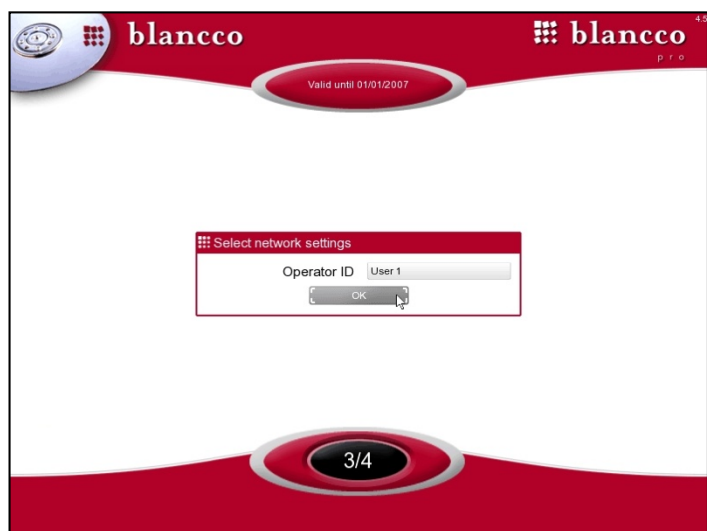 blancco
blancco
4.5
pro
Valid until 01/01/2007
Select network settings
Operator ID User 1
OK
3/4